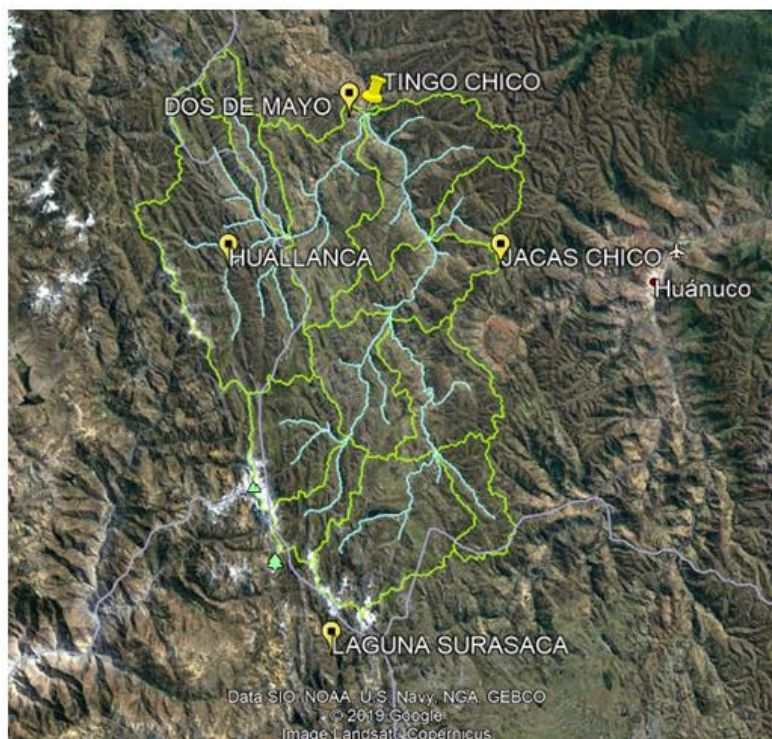 TINGO CHICO
DOS DE MAYO
HUALLANCA
JACAS CHICO
Huánuco
LAGUNA SURASACA
Data SIO, NOAA, U.S. Navy, NGA, GEBCO
© 2019 Google
Image Landsat / Copernicus